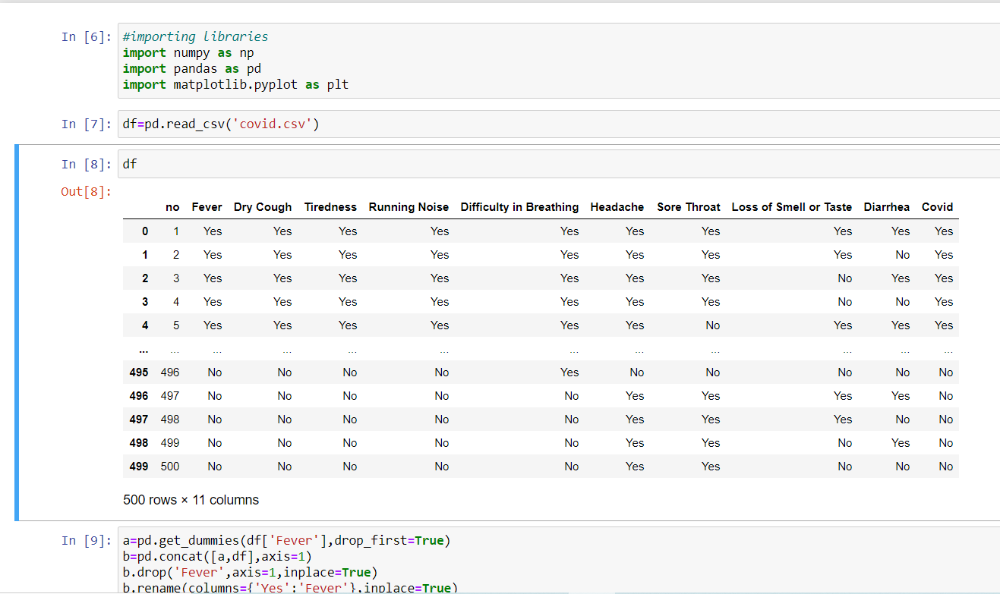 In [6]: #importing libraries
import numpy as np
import pandas as pd
import matplotlib.pyplot as plt
In [7]: df=pd.read_csv('covid.csv')
In [8]: df
Out[8]:
no Fever Dry Cough Tiredness Running Noise Difficulty in Breathing Headache Sore Throat Loss of Smell or Taste Diarrhea Covid
0 1 Yes Yes Yes Yes Yes Yes Yes Yes Yes Yes
1 2 Yes Yes Yes Yes Yes Yes Yes Yes No Yes
2 3 Yes Yes Yes Yes Yes Yes Yes No Yes Yes
3 4 Yes Yes Yes Yes Yes Yes Yes No No Yes
4 5 Yes Yes Yes Yes Yes Yes No Yes Yes Yes
... ... ... ... ... ... ... ... ... ... ... ...
495 496 No No No No Yes No No No No No
496 497 No No No No No Yes Yes Yes Yes No
497 498 No No No No No Yes Yes Yes No No
498 499 No No No No No Yes Yes No Yes No
499 500 No No No No No Yes Yes No No No
500 rows × 11 columns
In [9]: a=pd.get_dummies(df['Fever'],drop_first=True)
b=pd.concat([a,df],axis=1)
b.drop('Fever',axis=1,inplace=True)
b.rename(columns={'Yes':'Fever'},inplace=True)